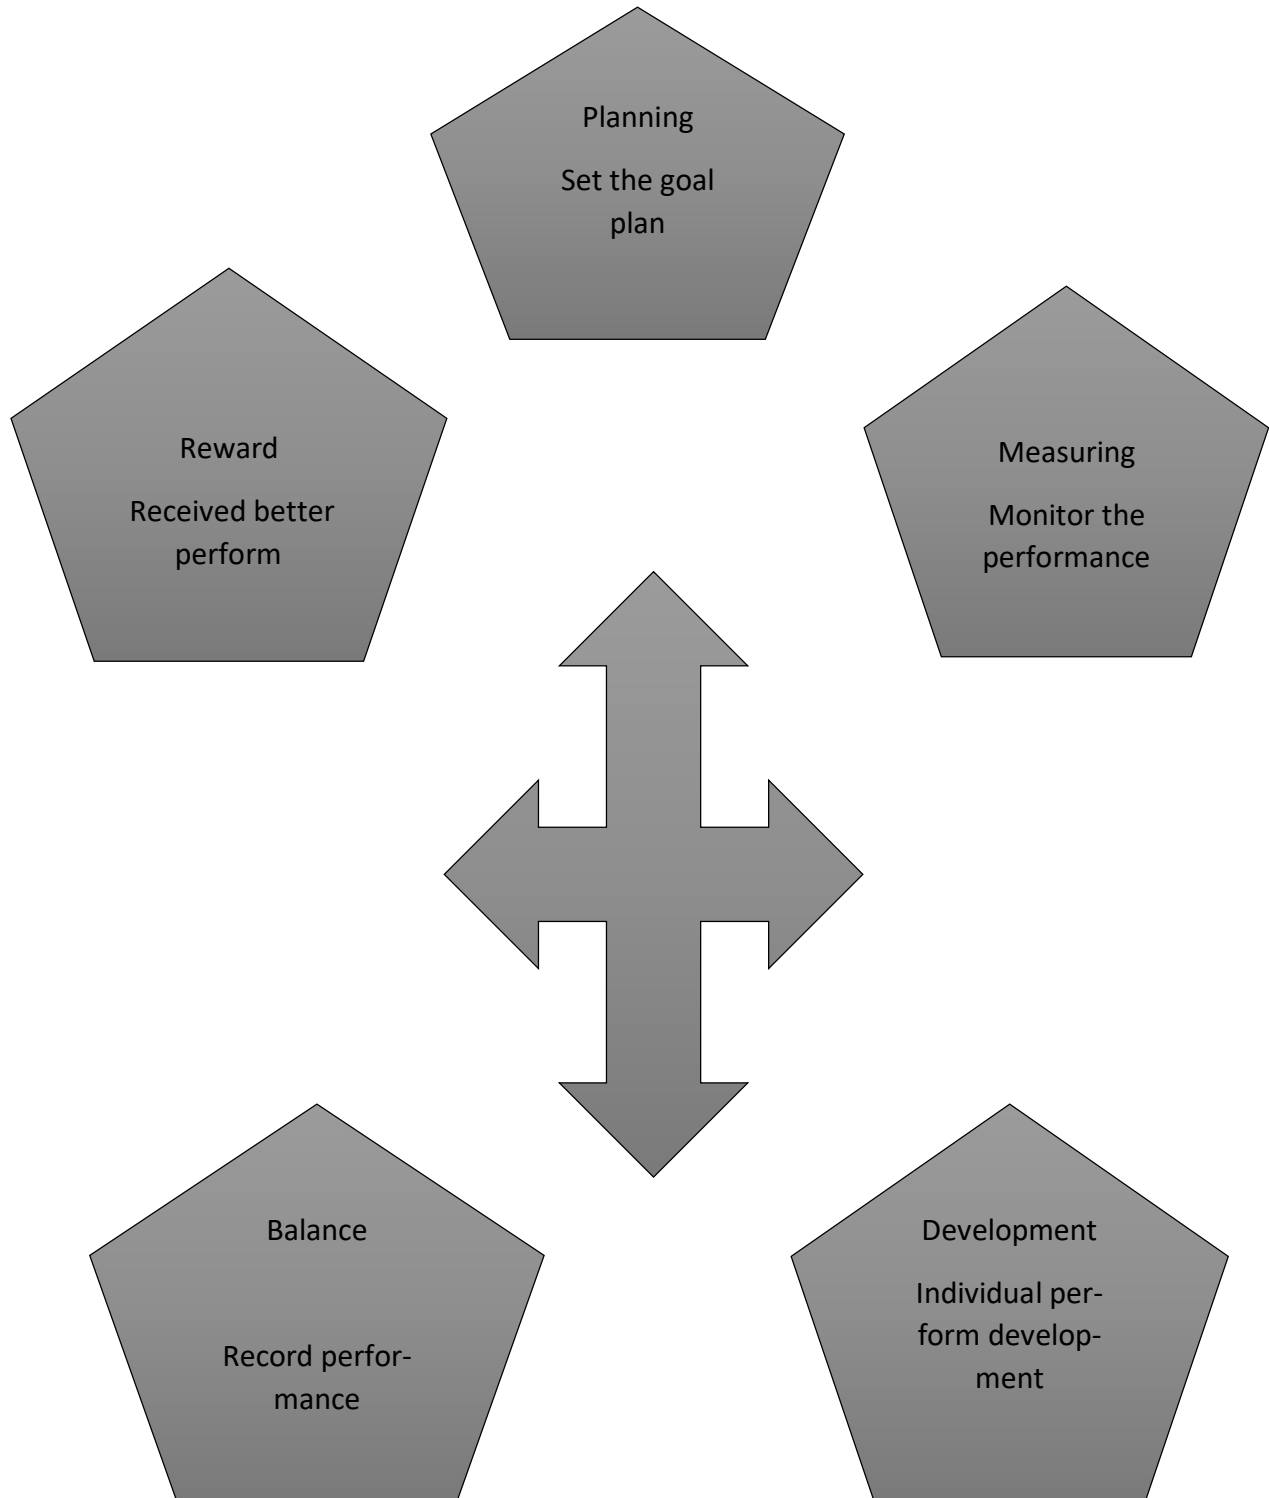 Planning
Set the goal
plan
Reward
Received better
perform
Measuring
Monitor the
performance
Balance
Record perfor-
mance
Development
Individual per-
form develop-
ment